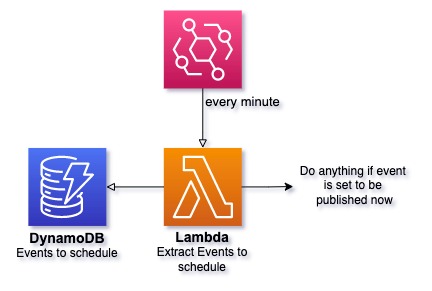 every minute
DynamoDB
Events to schedule
Lambda
Extract Events to
schedule
Do anything if event
is set to be
published now